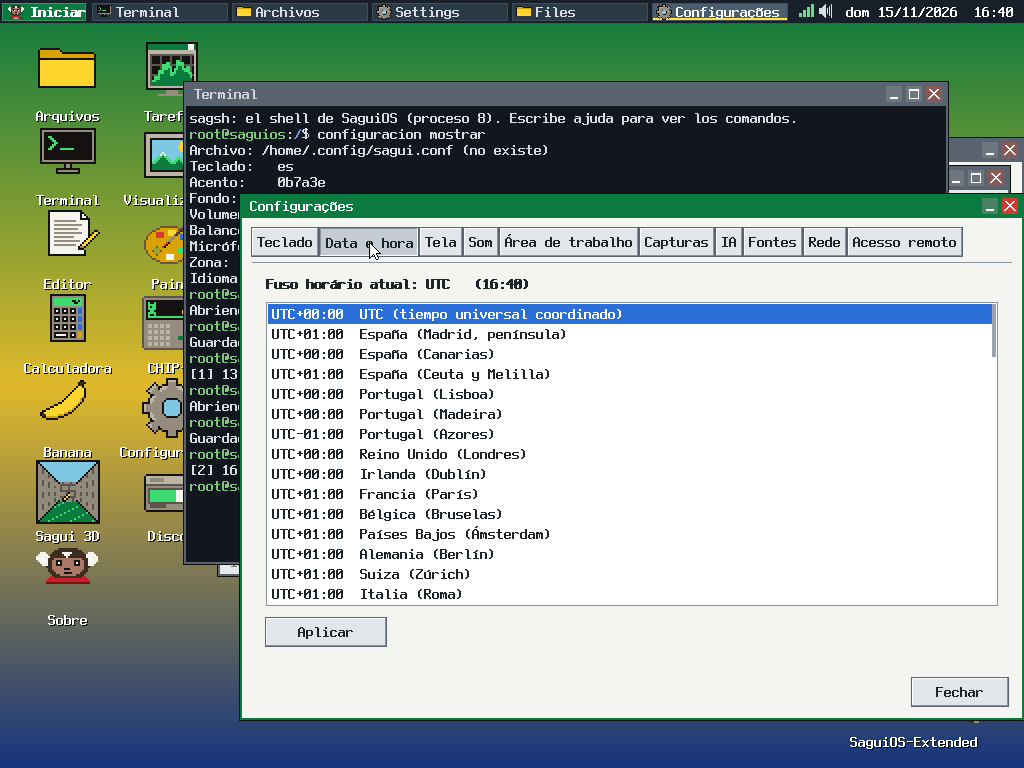 Iniciar Terminal Archivos Settings Files Configurações dom 15/11/2026 16:40
Arquivos
Terminal
Editor
Calculadora
CHIP
Banana
Sagui 3D
Sobre
Terminal
sagsh: el shell de SaguiOS (proceso 8). Escribe ajuda para ver los comandos.
root@saguios:/$ configuracion mostrar
Archivo: /home/.config/sagui.conf (no existe)
Teclado: es
Acento: 0b7a3e
Fondo:
Zona:
Idioma
[1] 13
[2] 16
Configurações
Teclado Data e hora Tela Som Área de trabalho Capturas IA Fontes Rede Acesso remoto
Fuso horário atual: UTC (16:40)
UTC+00:00 UTC (tiempo universal coordinado)
UTC+01:00 España (Madrid, península)
UTC+00:00 España (Canarias)
UTC+01:00 España (Ceuta y Melilla)
UTC+00:00 Portugal (Lisboa)
UTC+00:00 Portugal (Madeira)
UTC-01:00 Portugal (Azores)
UTC+00:00 Reino Unido (Londres)
UTC+00:00 Irlanda (Dublín)
UTC+01:00 Francia (París)
UTC+01:00 Bélgica (Bruselas)
UTC+01:00 Países Bajos (Ámsterdam)
UTC+01:00 Alemania (Berlín)
UTC+01:00 Suiza (Zúrich)
UTC+01:00 Italia (Roma)
Aplicar
Fechar
SaguiOS-Extended